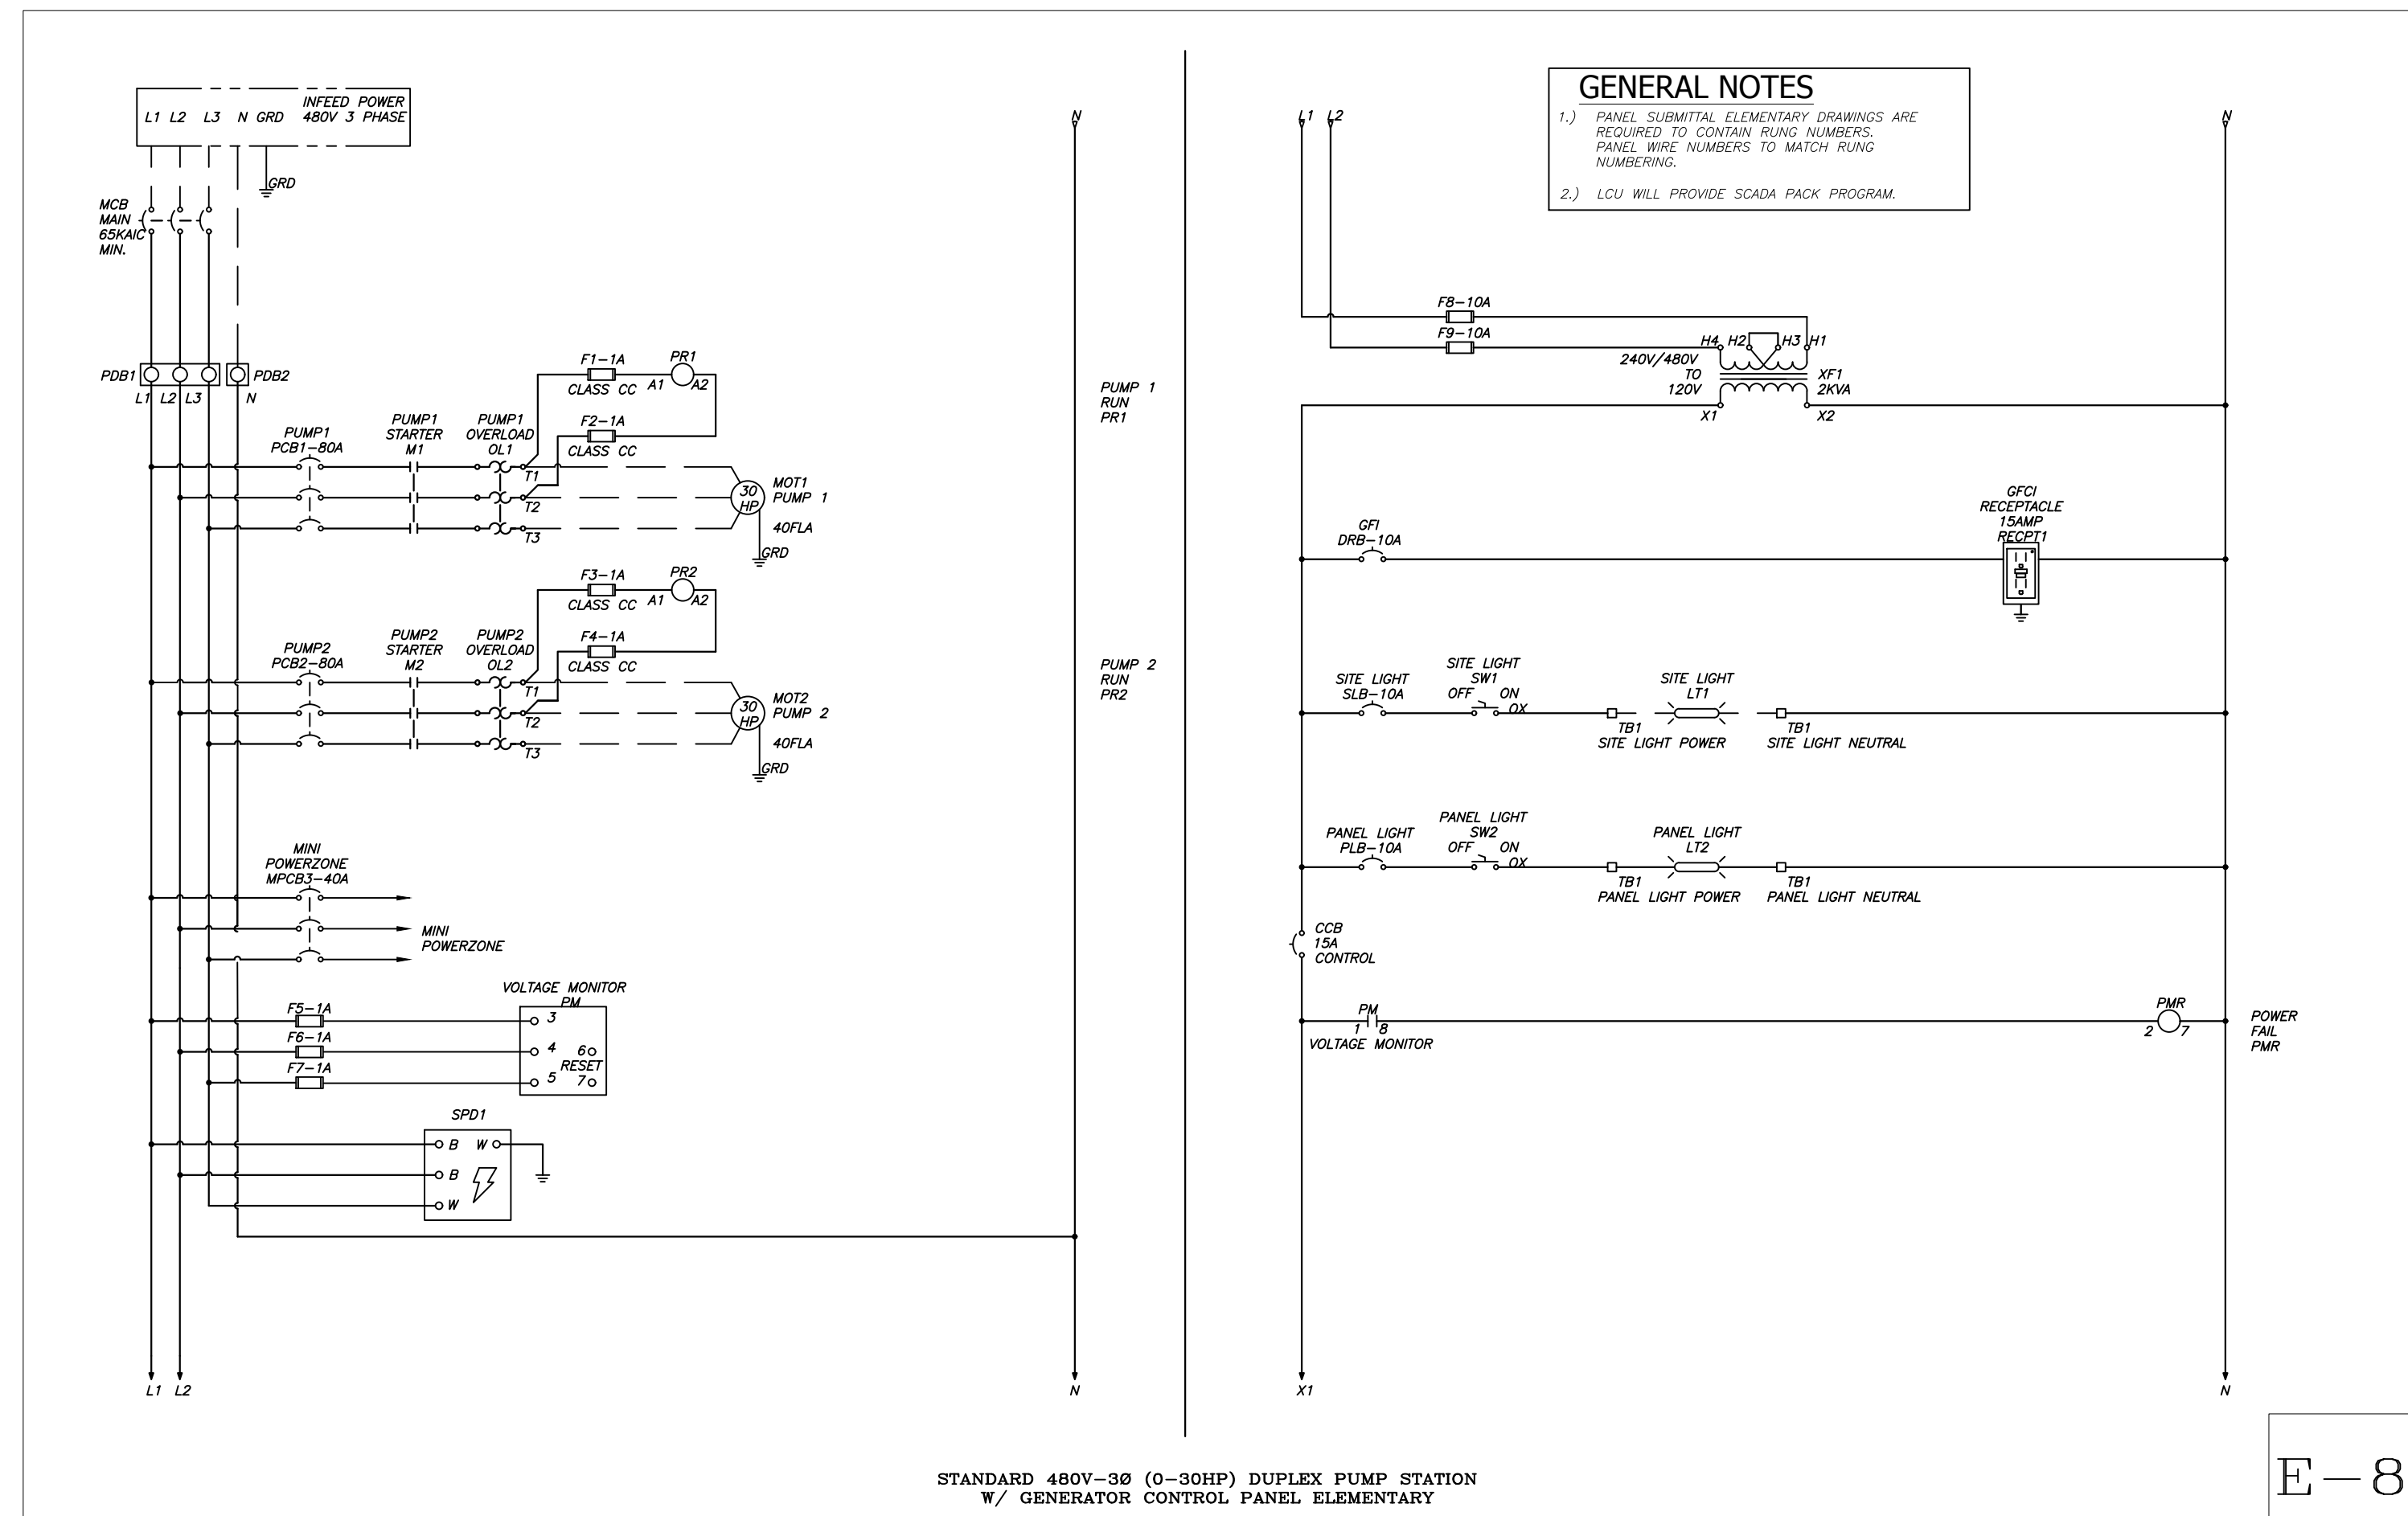 INFEED POWER
L1 L2 L3 N GRD 480V 3 PHASE
GRD
MCB
MAIN
65KAIC
MIN.
PDB1
PDB2
L1 L2 L3 N
PUMP1
PCB1-80A
PUMP1
STARTER
M1
PUMP1
OVERLOAD
OL1
F1-1A
CLASS CC
PR1
A1 A2
F2-1A
CLASS CC
T1
T2
T3
30
HP
MOT1
PUMP 1
40FLA
GRD
PUMP2
PCB2-80A
PUMP2
STARTER
M2
PUMP2
OVERLOAD
OL2
F3-1A
CLASS CC
PR2
A1 A2
F4-1A
CLASS CC
T1
T2
T3
30
HP
MOT2
PUMP 2
40FLA
GRD
MINI
POWERZONE
MPCB3-40A
MINI
POWERZONE
VOLTAGE MONITOR
PM
F5-1A
3
F6-1A
4 6
RESET
F7-1A
5 7
SPD1
B W
B
W
L1 L2
N
PUMP 1
RUN
PR1
PUMP 2
RUN
PR2
N
L1 L2
N
GENERAL NOTES
1.) PANEL SUBMITTAL ELEMENTARY DRAWINGS ARE
REQUIRED TO CONTAIN RUNG NUMBERS.
PANEL WIRE NUMBERS TO MATCH RUNG
NUMBERING.
2.) LCU WILL PROVIDE SCADA PACK PROGRAM.
F8-10A
F9-10A
H4 H2 H3 H1
240V/480V
TO
120V
XF1
2KVA
X1 X2
GFI
DRB-10A
GFCI
RECEPTACLE
15AMP
RECPT1
SITE LIGHT
SLB-10A
SITE LIGHT
SW1
OFF ON
OX
SITE LIGHT
LT1
TB1
SITE LIGHT POWER
TB1
SITE LIGHT NEUTRAL
PANEL LIGHT
PLB-10A
PANEL LIGHT
SW2
OFF ON
OX
PANEL LIGHT
LT2
TB1
PANEL LIGHT POWER
TB1
PANEL LIGHT NEUTRAL
CCB
15A
CONTROL
PM
1 8
VOLTAGE MONITOR
PMR
2 7
POWER
FAIL
PMR
X1
N
STANDARD 480V-3Ø (0-30HP) DUPLEX PUMP STATION
W/ GENERATOR CONTROL PANEL ELEMENTARY
E-8